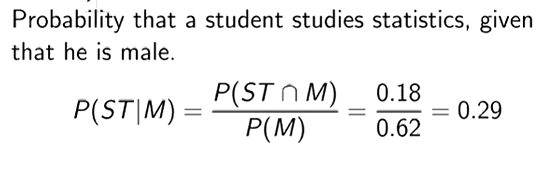 Probability that a student studies statistics, given
that he is male.
P(ST|M) = P(ST ∩ M) / P(M) = 0.18 / 0.62 = 0.29